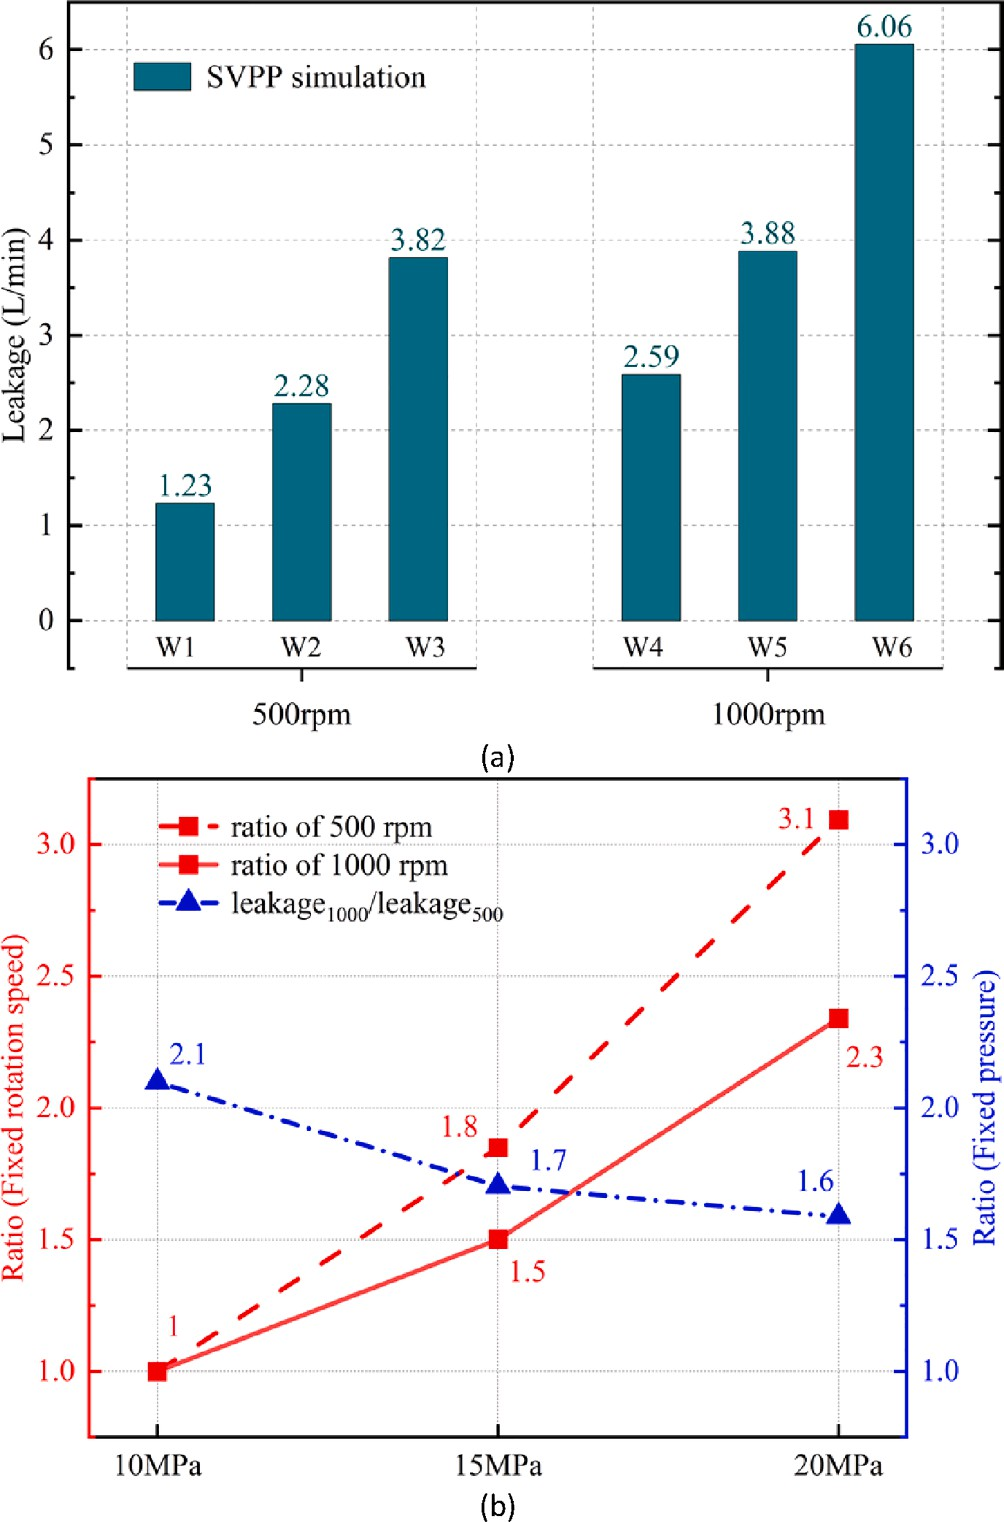 6.06
6
SVPP simulation
5
3.82
3.88
4
Leakage (L/min)
3
2.59
2.28
2
1.23
1
0
W1 W2 W3 W4 W5 W6
500rpm 1000rpm
(a)
3.1
ratio of 500 rpm
3.0 3.0
ratio of 1000 rpm
leakage1000/leakage500
Ratio (Fixed rotation speed)
Ratio (Fixed pressure)
2.5 2.5
2.1
2.3
2.0 2.0
1.8
1.7
1.6
1.5 1.5
1.5
1
1.0 1.0
10MPa 15MPa 20MPa
(b)